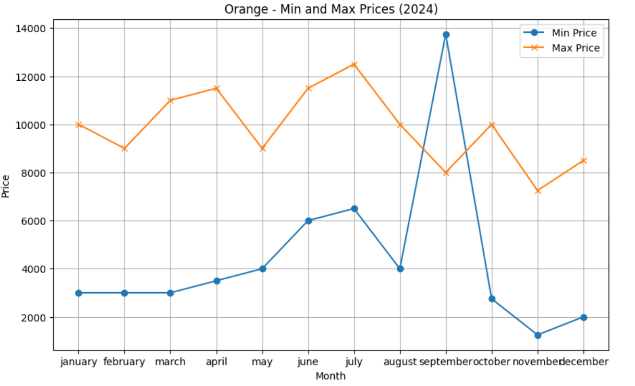 Orange - Min and Max Prices (2024)
Min Price
Max Price
Price
14000
12000
10000
8000
6000
4000
2000
january february march april may june july august september october november december
Month